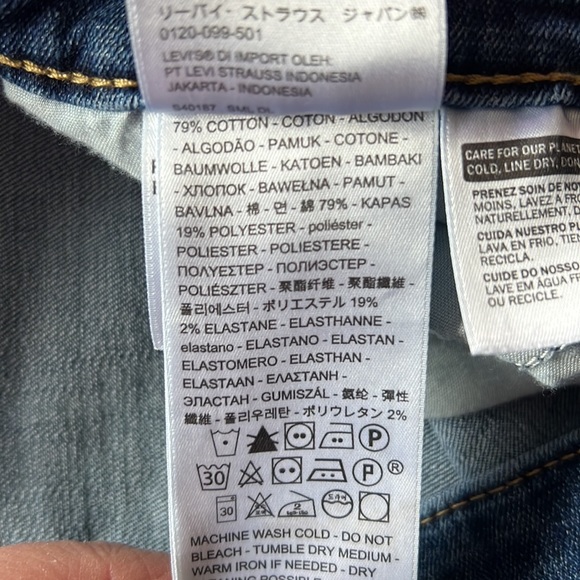 リーバイ・ストラウス ジャパン㈱
0120-099-501
LEVI'S® DI IMPORT OLEH:
PT LEVI STRAUSS INDONESIA
JAKARTA - INDONESIA
79% COTTON - COTON - ALGODON
- ALGODÃO - PAMUK - COTONE -
BAUMWOLLE - KATOEN - BAMBAKI
- ХЛОПОК - BAWEŁNA - PAMUT -
BAVLNA - 棉 - 면 - 綿 79% - KAPAS
19% POLYESTER - poliéster -
POLIESTER - POLIESTERE -
ΠΟΛΥΕΣΤΕΡ - ПОЛИЭСТЕР -
POLIÉSZTER - 聚酯纤维 - 聚酯纖維 -
폴리에스터 - ポリエステル 19%
2% ELASTANE - ELASTHANNE -
elastano - ELASTANO - ELASTAN -
ELASTOMERO - ELASTHAN -
ELASTAAN - ΕΛΑΣΤΑΝΗ -
ЭЛАСТАН - GUMISZÁL - 氨纶 - 彈性
纖維 - 폴리우레탄 - ポリウレタン 2%
P
30 P ®
30 2
MACHINE WASH COLD - DO NOT
BLEACH - TUMBLE DRY MEDIUM -
WARM IRON IF NEEDED - DRY
CARE FOR OUR PLANET
COLD, LINE DRY,
PRENEZ SOIN DE
MOINS, LAVEZ À
NATURELLEMENT,
CUIDA NUESTRO
LAVA EN FRIO,
RECICLA.
CUIDE DO NOSSO
LAVE EM ÁGUA
OU RECICLE.